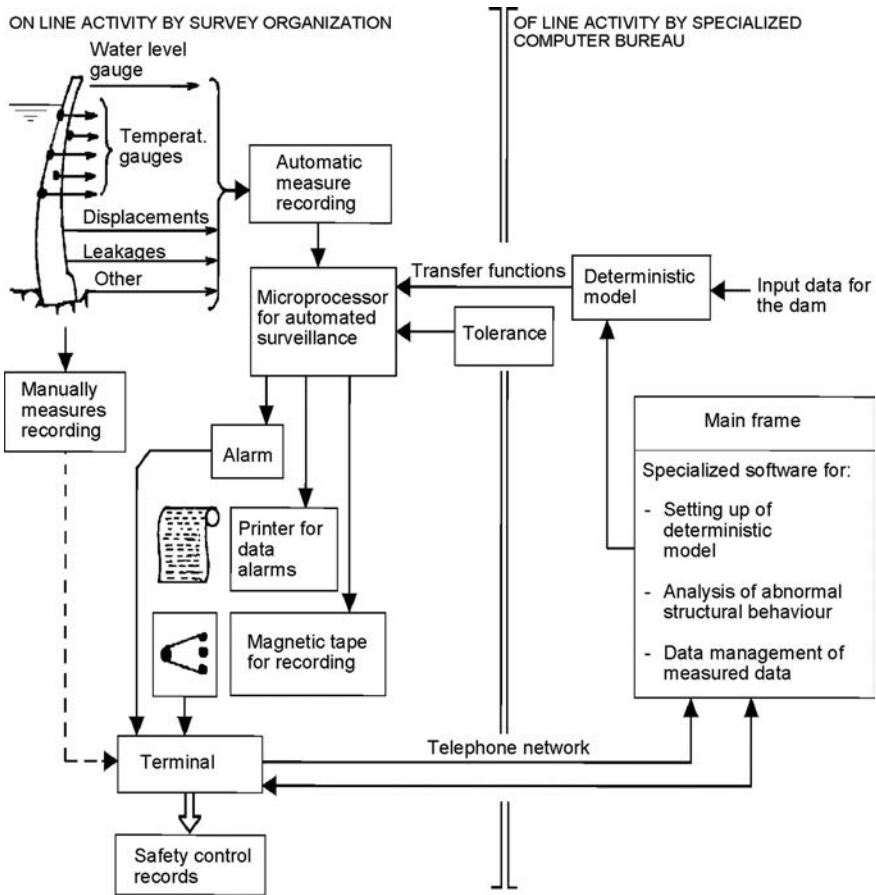 ON LINE ACTIVITY BY SURVEY ORGANIZATION
OF LINE ACTIVITY BY SPECIALIZED
COMPUTER BUREAU
Water level
gauge
Temperat.
gauges
Displacements
Leakages
Other
Automatic
measure
recording
Microprocessor
for automated
surveillance
Transfer functions
Deterministic
model
Input data for
the dam
Tolerance
Manually
measures
recording
Alarm
Printer for
data
alarms
Magnetic tape
for recording
Main frame
Specialized software for:
- Setting up of
deterministic
model
- Analysis of abnormal
structural behaviour
- Data management of
measured data
Terminal
Telephone network
Safety control
records